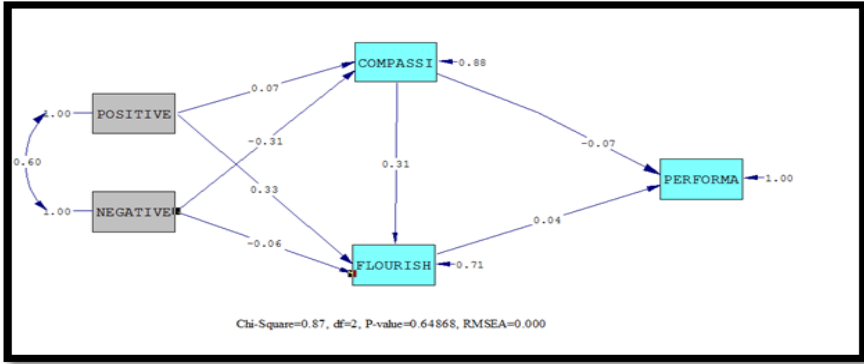 COMPASSI
0.88
0.07
1.00
POSITIVE
-0.31
-0.07
0.60
0.31
PERFORMA
1.00
0.33
1.00
NEGATIVE
0.04
-0.06
FLOURISH
0.71
Chi-Square=0.87, df=2, P-value=0.64868, RMSEA=0.000